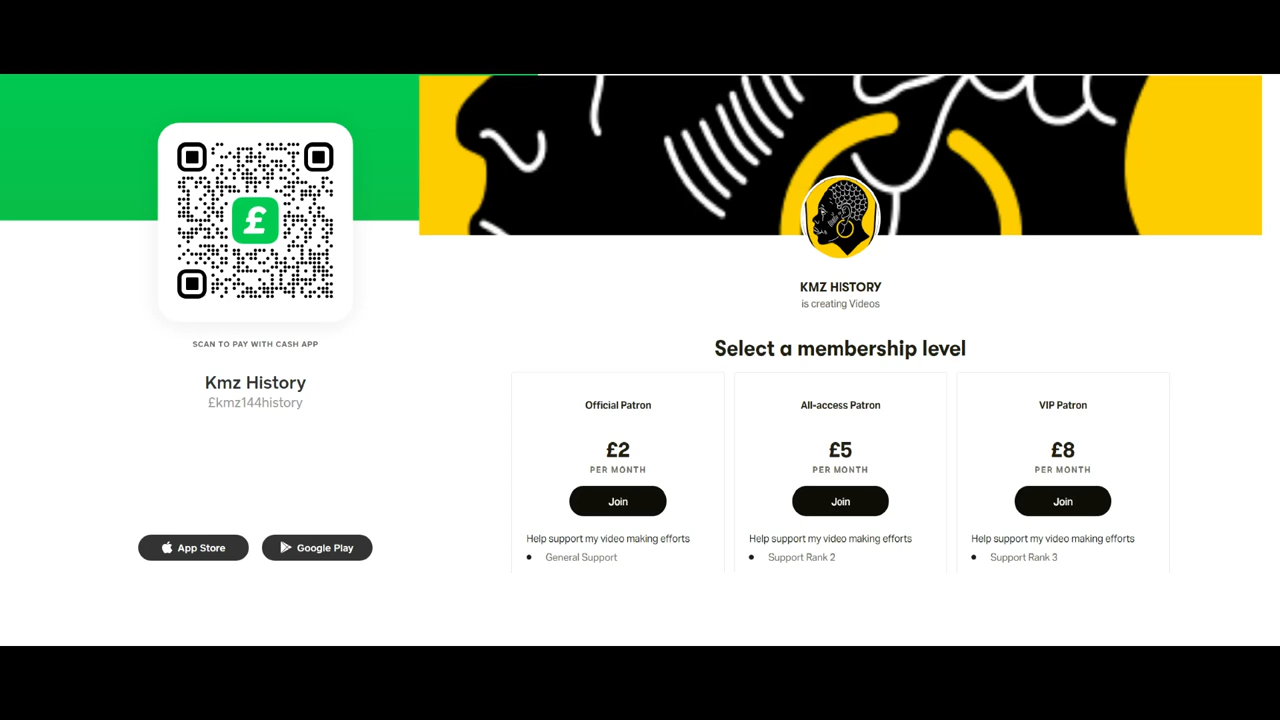 £
SCAN TO PAY WITH CASH APP
Kmz History
£kmz144history
App Store
Google Play
KMZ HISTORY
is creating Videos
Select a membership level
Official Patron
£2
PER MONTH
Join
Help support my video making efforts
• General Support
All-access Patron
£5
PER MONTH
Join
Help support my video making efforts
• Support Rank 2
VIP Patron
£8
PER MONTH
Join
Help support my video making efforts
• Support Rank 3